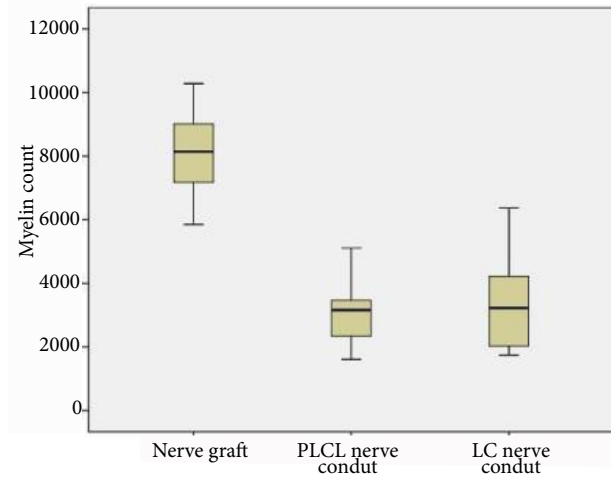 12000
10000
8000
6000
4000
2000
0
Myelin count
Nerve graft
PLCL nerve
condut
LC nerve
condut